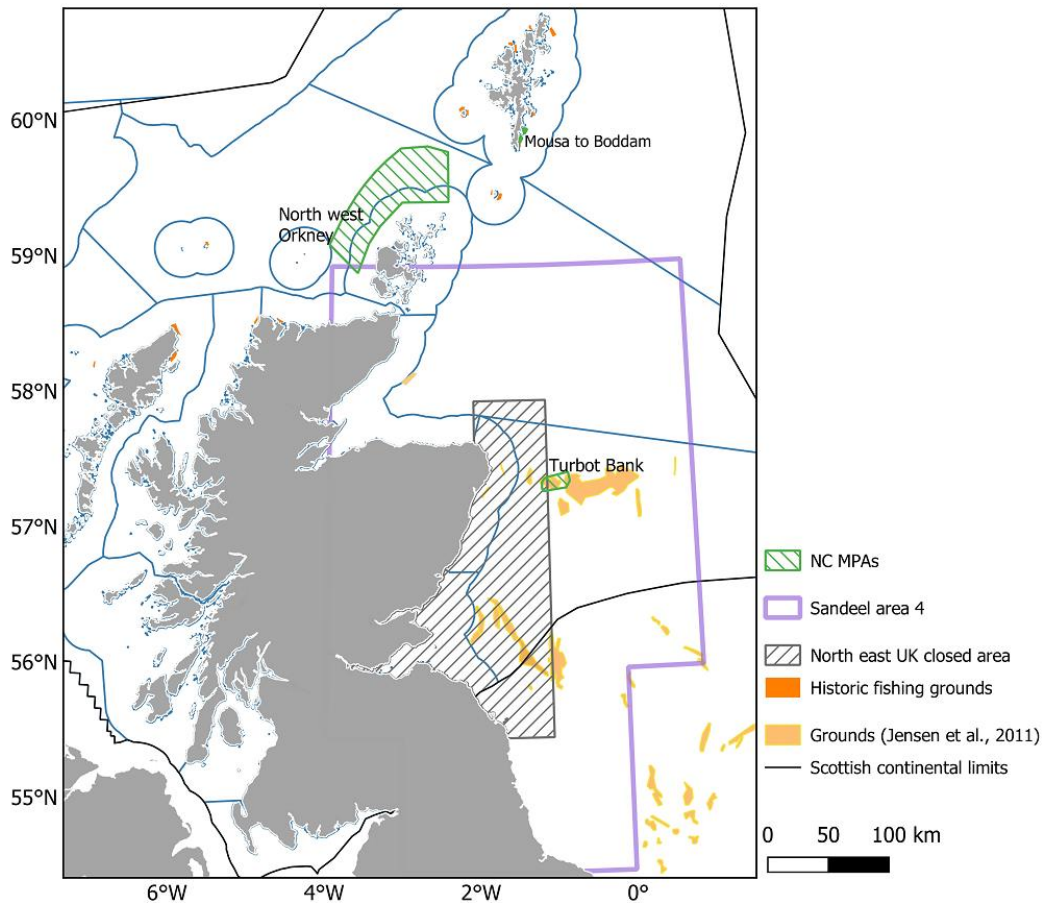 60°N
Mousa to Boddam
North west
Orkney
59°N
58°N
Turbot Bank
57°N
NC MPAs
Sandeel area 4
56°N
North east UK closed area
Historic fishing grounds
Grounds (Jensen et al., 2011)
Scottish continental limits
55°N
0 50 100 km
6°W 4°W 2°W 0°